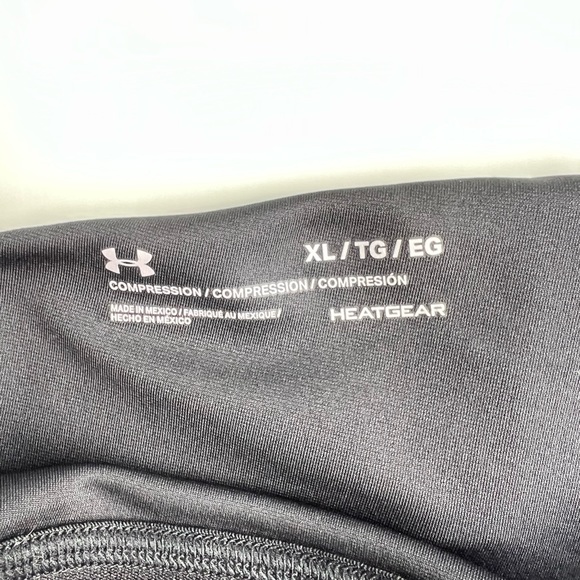 XL / TG / EG
COMPRESSION / COMPRESSION / COMPRESIÓN
MADE IN MEXICO / FABRIQUÉ AU MEXIQUE /
HECHO EN MÉXICO
HEATGEAR